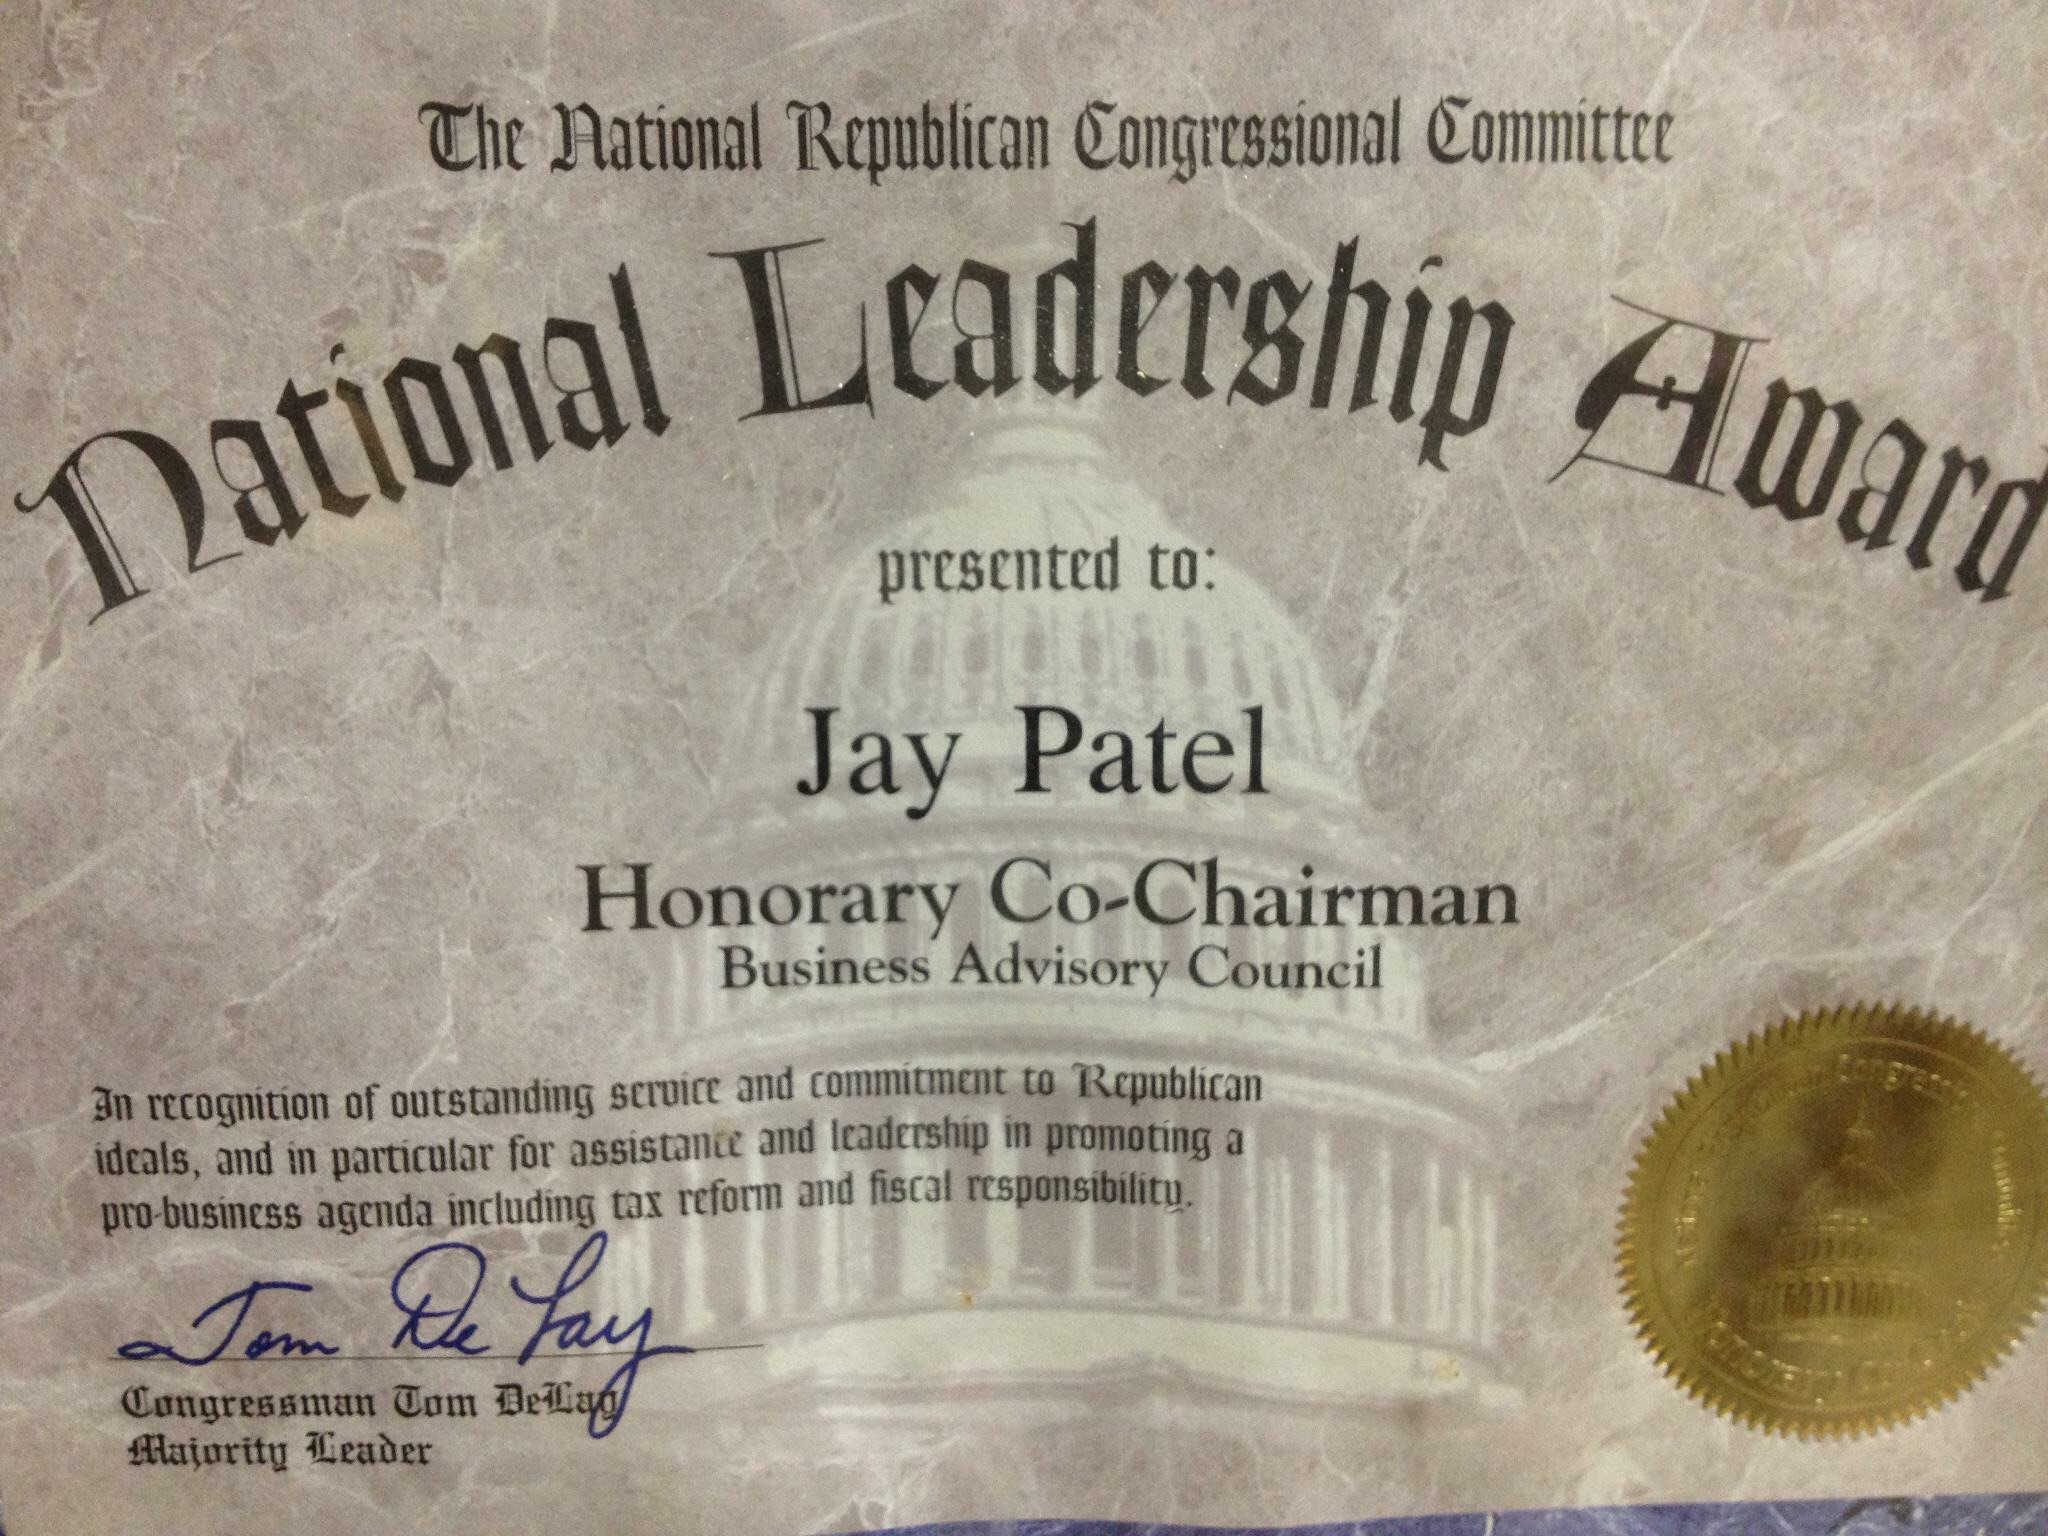 The National Republican Congressional Committee
National Leadership Award
presented to:
Jay Patel
Honorary Co-Chairman
Business Advisory Council
In recognition of outstanding service and commitment to Republican
ideals, and in particular for assistance and leadership in promoting a
pro-business agenda including tax reform and fiscal responsibility.
Tom DeLay
Congressman Tom DeLay
Majority Leader